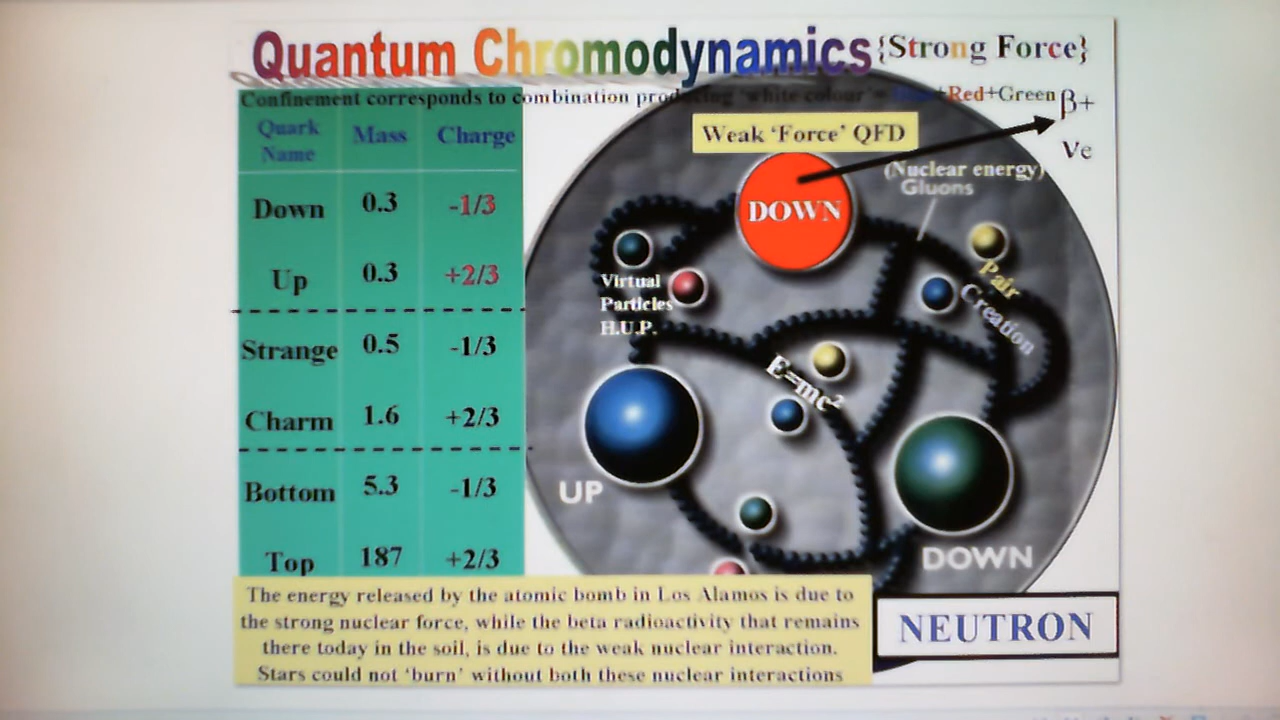 Quantum Chromodynamics {Strong Force}
Confinement corresponds to combination producing 'white colour'= Blue+Red+Green
β+
νe
Weak 'Force' QFD
(Nuclear energy)
Gluons
Quark Name Mass Charge
Down 0.3 -1/3
Up 0.3 +2/3
Strange 0.5 -1/3
Charm 1.6 +2/3
Bottom 5.3 -1/3
Top 187 +2/3
DOWN
Virtual
Particles
H.U.P.
Pair
Creation
E=mc²
UP
DOWN
NEUTRON
The energy released by the atomic bomb in Los Alamos is due to
the strong nuclear force, while the beta radioactivity that remains
there today in the soil, is due to the weak nuclear interaction.
Stars could not 'burn' without both these nuclear interactions